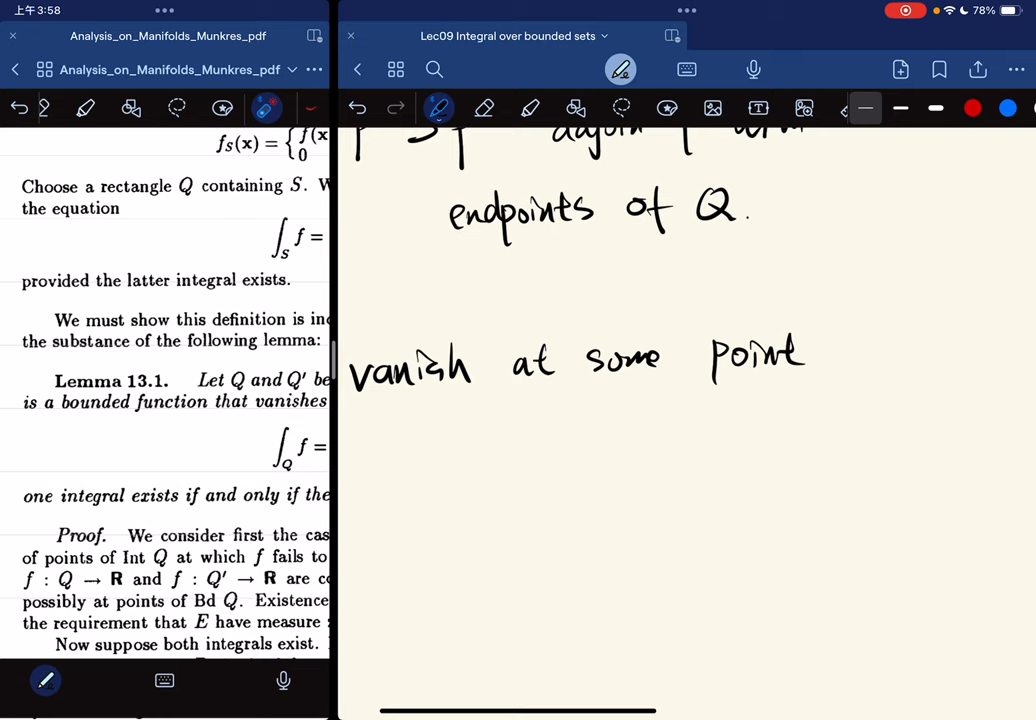 上午3:58
78%
Analysis_on_Manifolds_Munkres_pdf
Lec09 Integral over bounded sets
Analysis_on_Manifolds_Munkres_pdf
f_S(x) = { f(x
0
Choose a rectangle Q containing S. W
the equation
∫_S f =
provided the latter integral exists.
We must show this definition is in
the substance of the following lemma:
Lemma 13.1. Let Q and Q′ be
is a bounded function that vanishes
∫_Q f =
one integral exists if and only if the
Proof. We consider first the cas
of points of Int Q at which f fails to
f : Q → R and f : Q′ → R are co
possibly at points of Bd Q. Existence
the requirement that E have measure
Now suppose both integrals exist.
endpoints of Q.
vanish at some point